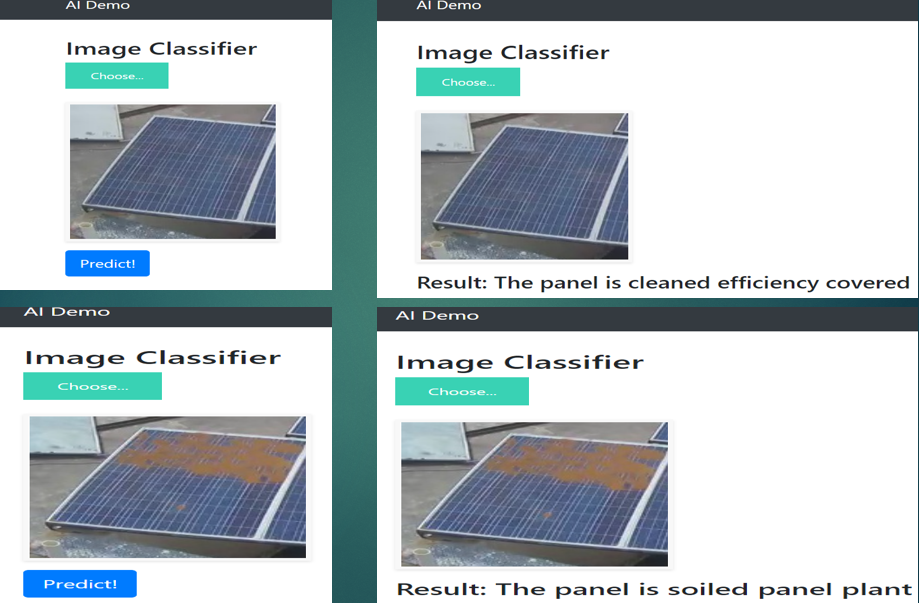 AI Demo
Image Classifier
Choose...
Predict!
AI Demo
Image Classifier
Choose...
Result: The panel is cleaned efficiency covered
AI Demo
Image Classifier
Choose...
Predict!
AI Demo
Image Classifier
Choose...
Result: The panel is soiled panel plant